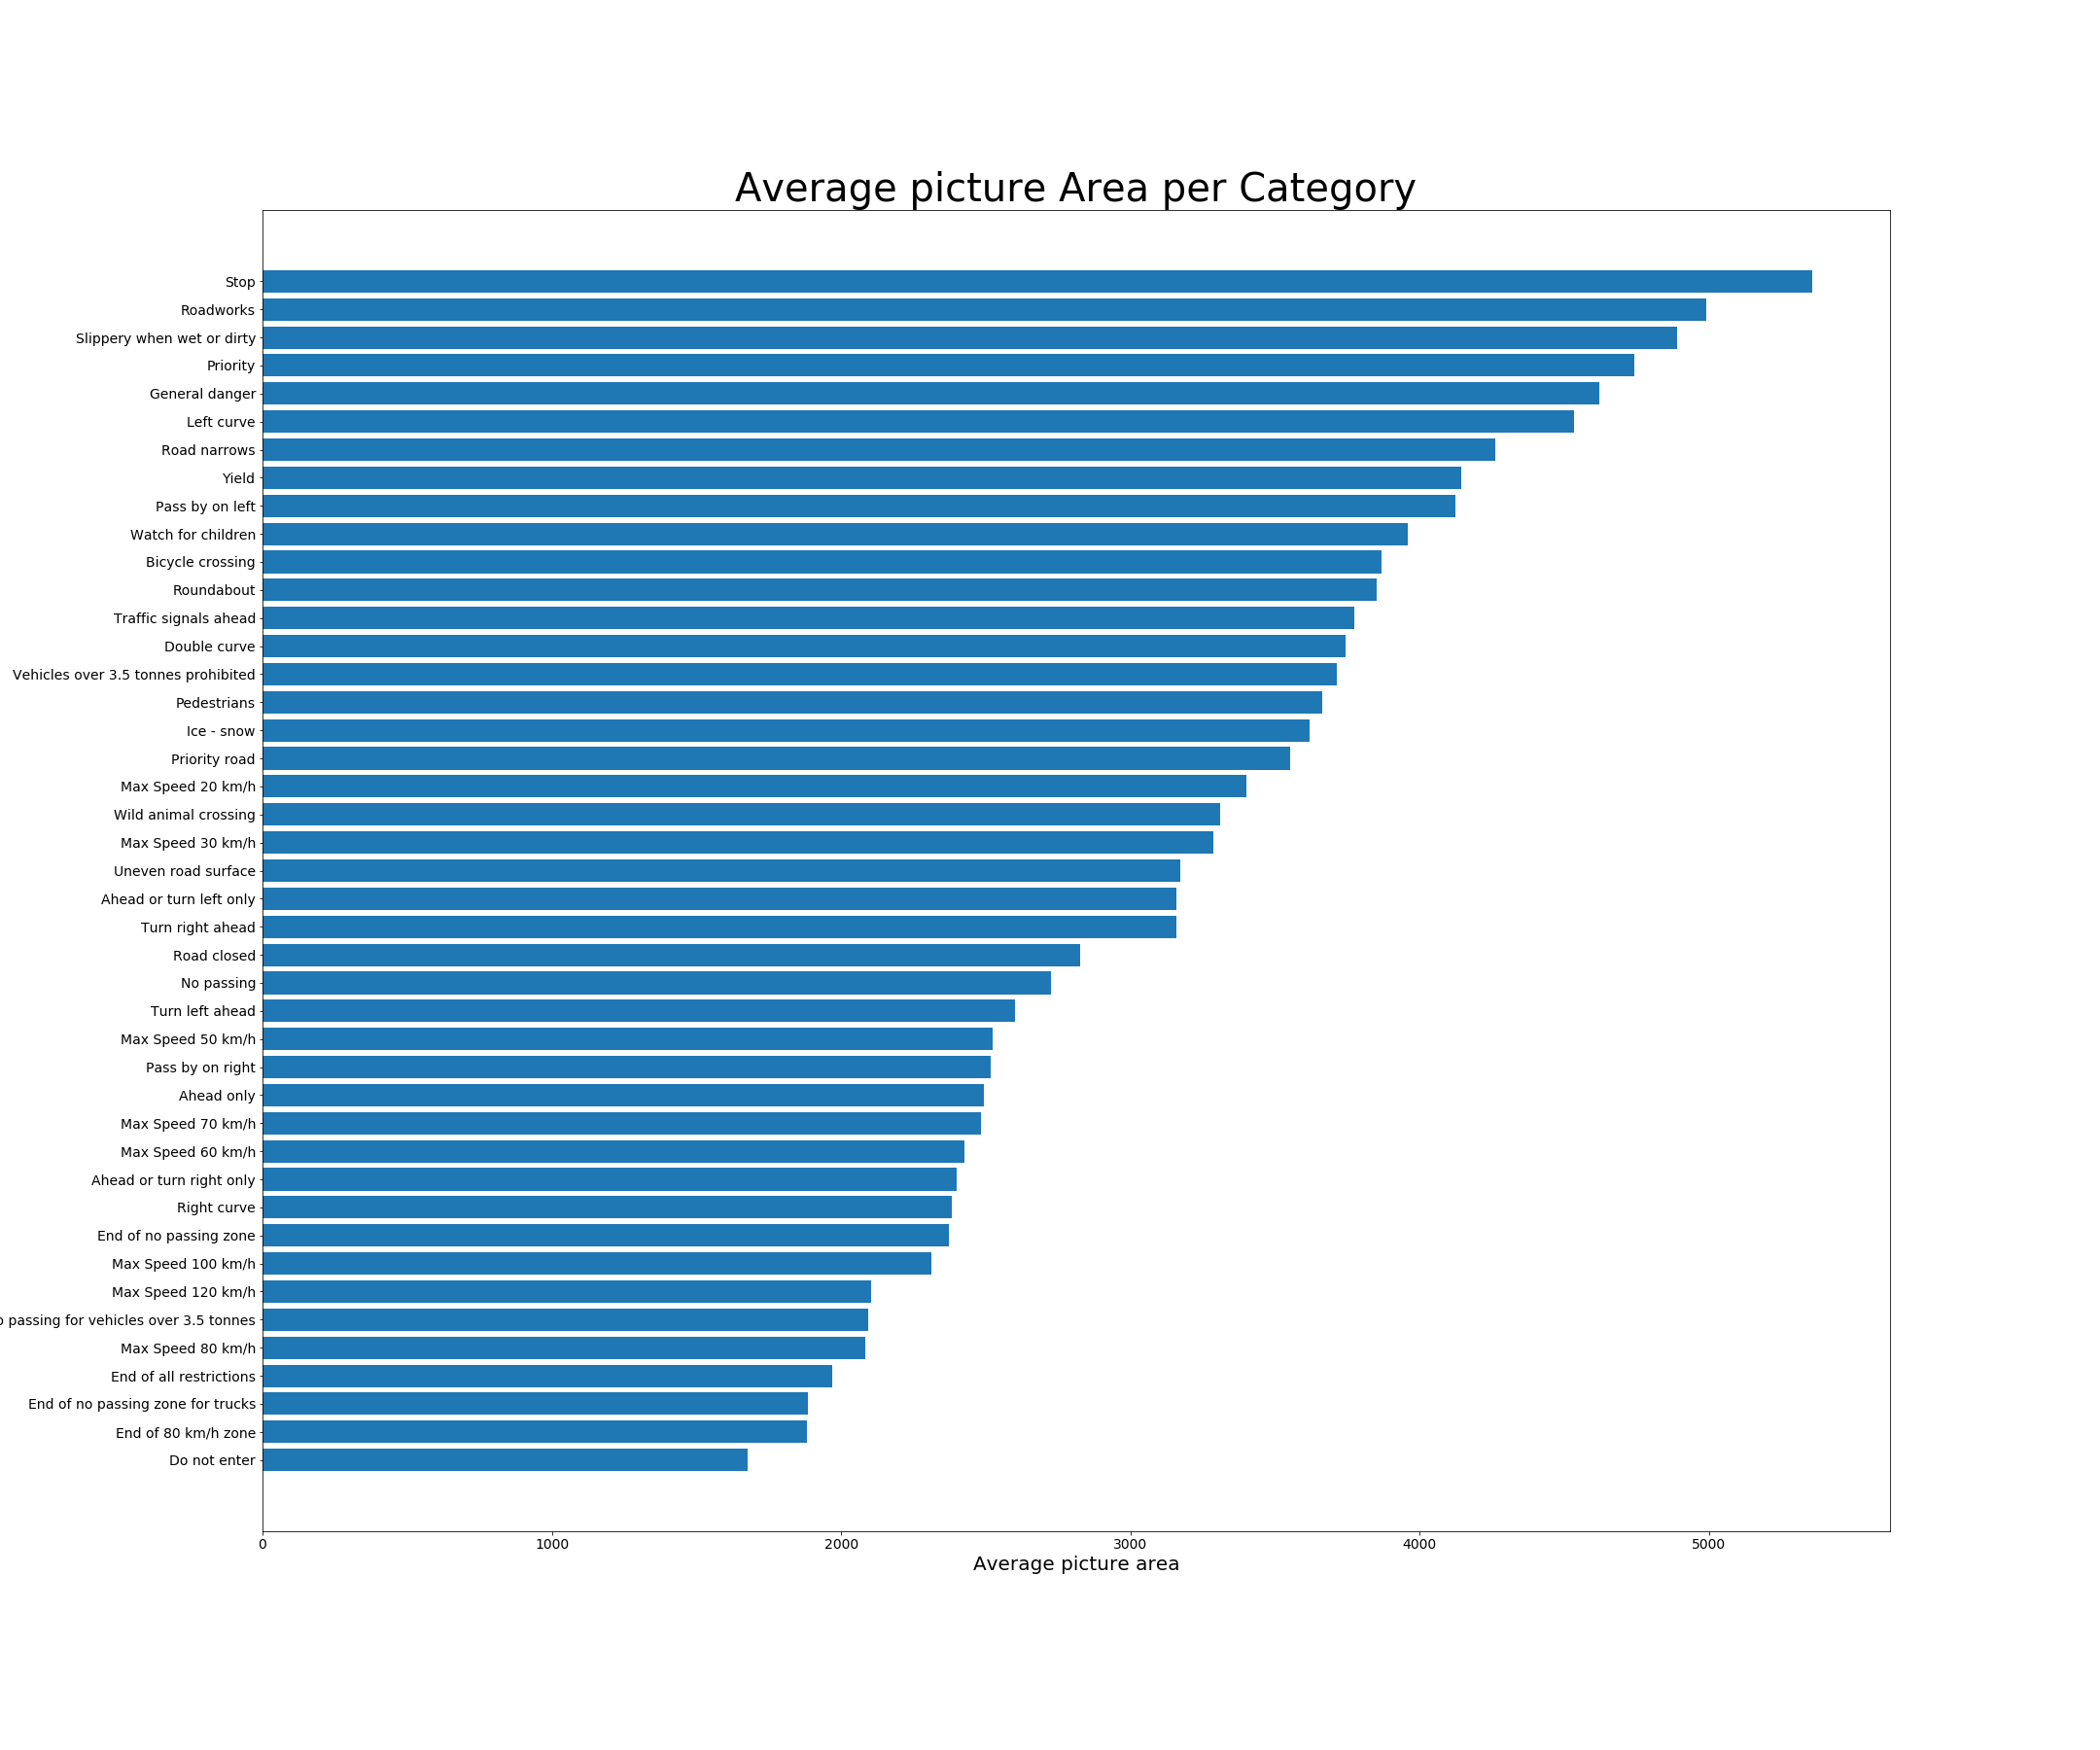 Average picture Area per Category
Stop
Roadworks
Slippery when wet or dirty
Priority
General danger
Left curve
Road narrows
Yield
Pass by on left
Watch for children
Bicycle crossing
Roundabout
Traffic signals ahead
Double curve
Vehicles over 3.5 tonnes prohibited
Pedestrians
Ice - snow
Priority road
Max Speed 20 km/h
Wild animal crossing
Max Speed 30 km/h
Uneven road surface
Ahead or turn left only
Turn right ahead
Road closed
No passing
Turn left ahead
Max Speed 50 km/h
Pass by on right
Ahead only
Max Speed 70 km/h
Max Speed 60 km/h
Ahead or turn right only
Right curve
End of no passing zone
Max Speed 100 km/h
Max Speed 120 km/h
passing for vehicles over 3.5 tonnes
Max Speed 80 km/h
End of all restrictions
End of no passing zone for trucks
End of 80 km/h zone
Do not enter
0 1000 2000 3000 4000 5000
Average picture area